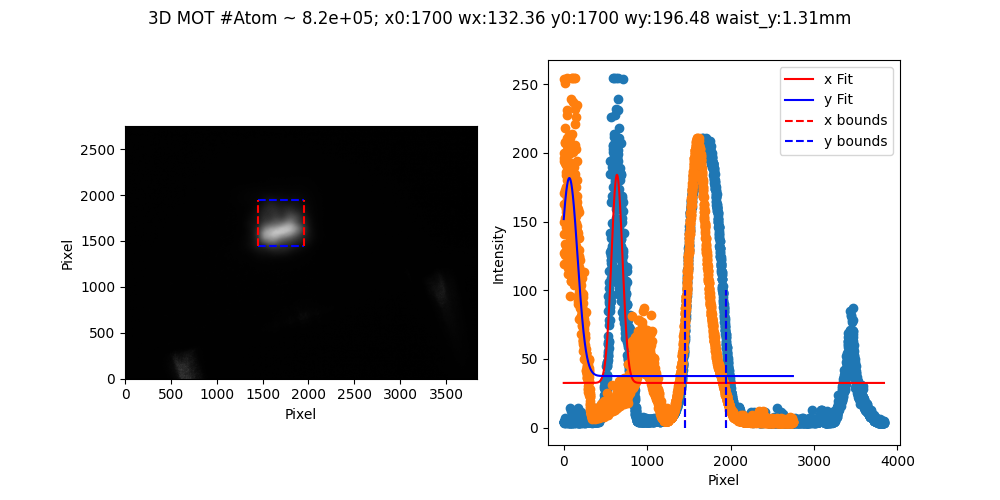 3D MOT #Atom ~ 8.2e+05; x0:1700 wx:132.36 y0:1700 wy:196.48 waist_y:1.31mm
Pixel
2500
2000
1500
1000
500
0
0 500 1000 1500 2000 2500 3000 3500
Pixel
Intensity
250
200
150
100
50
0
0 1000 2000 3000 4000
Pixel
x Fit
y Fit
x bounds
y bounds